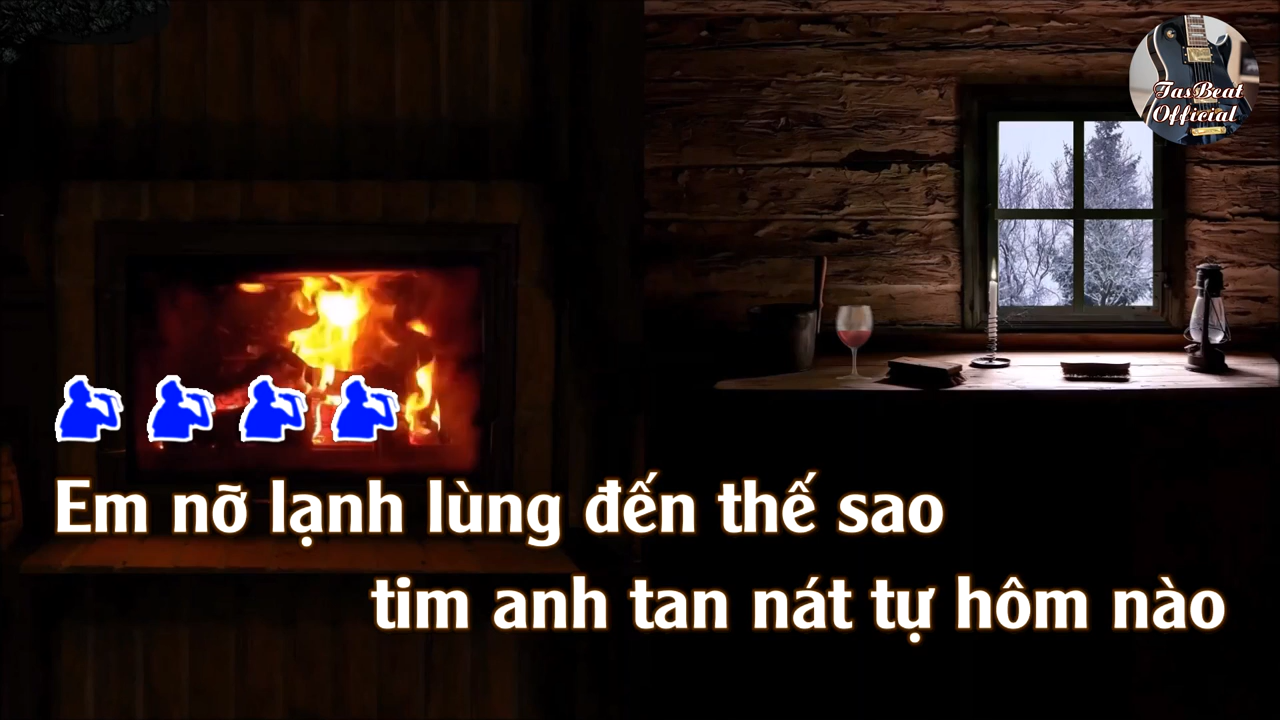 TasBeat
Official
Em nỡ lạnh lùng đến thế sao
tim anh tan nát tự hôm nào